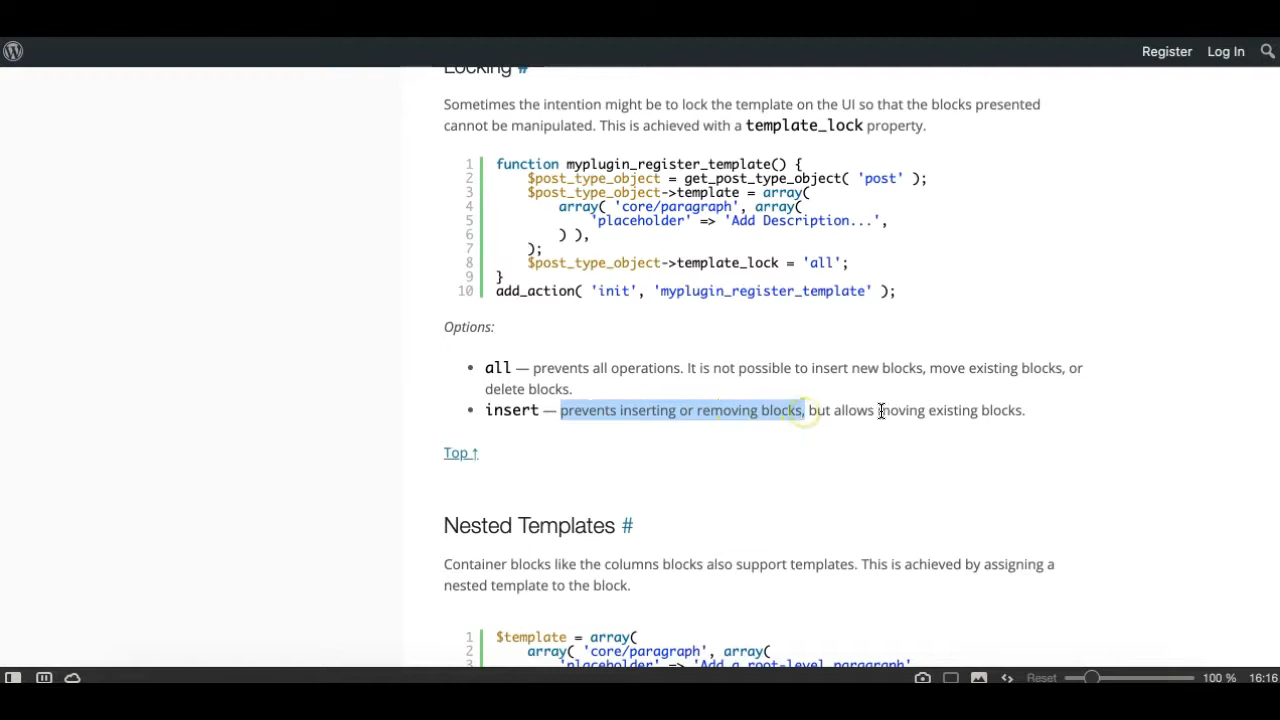 Register Log In
Locking #
Sometimes the intention might be to lock the template on the UI so that the blocks presented
cannot be manipulated. This is achieved with a template_lock property.
1 function myplugin_register_template() {
2 $post_type_object = get_post_type_object( 'post' );
3 $post_type_object->template = array(
4 array( 'core/paragraph', array(
5 'placeholder' => 'Add Description...',
6 ) ),
7 );
8 $post_type_object->template_lock = 'all';
9 }
10 add_action( 'init', 'myplugin_register_template' );
Options:
all — prevents all operations. It is not possible to insert new blocks, move existing blocks, or
delete blocks.
insert — prevents inserting or removing blocks, but allows moving existing blocks.
Top ↑
Nested Templates #
Container blocks like the columns blocks also support templates. This is achieved by assigning a
nested template to the block.
1 $template = array(
2 array( 'core/paragraph', array(
3 'placeholder' => 'Add a root-level paragraph'
Reset 100 % 16:16